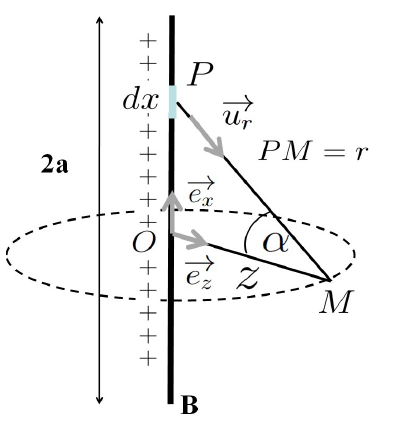 +
+
P
dx
+
+
→
u_r
+
+
PM = r
2a
+
+
→
e_x
+
O
α
+
→
e_z
z
+
M
+
+
+
B